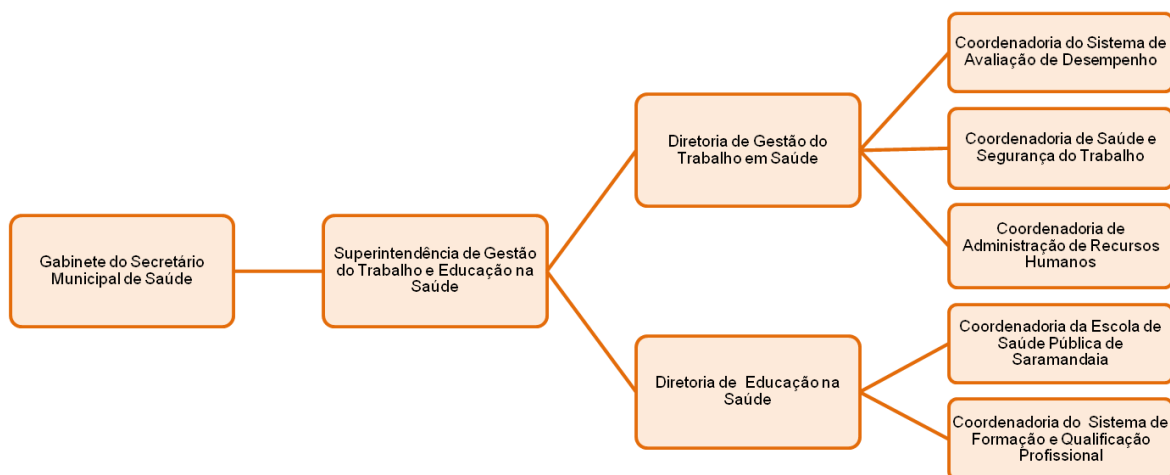 Gabinete do Secretário
Municipal de Saúde
Superintendência de Gestão
do Trabalho e Educação na
Saúde
Diretoria de Gestão do
Trabalho em Saúde
Coordenadoria do Sistema de
Avaliação de Desempenho
Coordenadoria de Saúde e
Segurança do Trabalho
Coordenadoria de
Administração de Recursos
Humanos
Diretoria de Educação na
Saúde
Coordenadoria da Escola de
Saúde Pública de
Saramandaia
Coordenadoria do Sistema de
Formação e Qualificação
Profissional